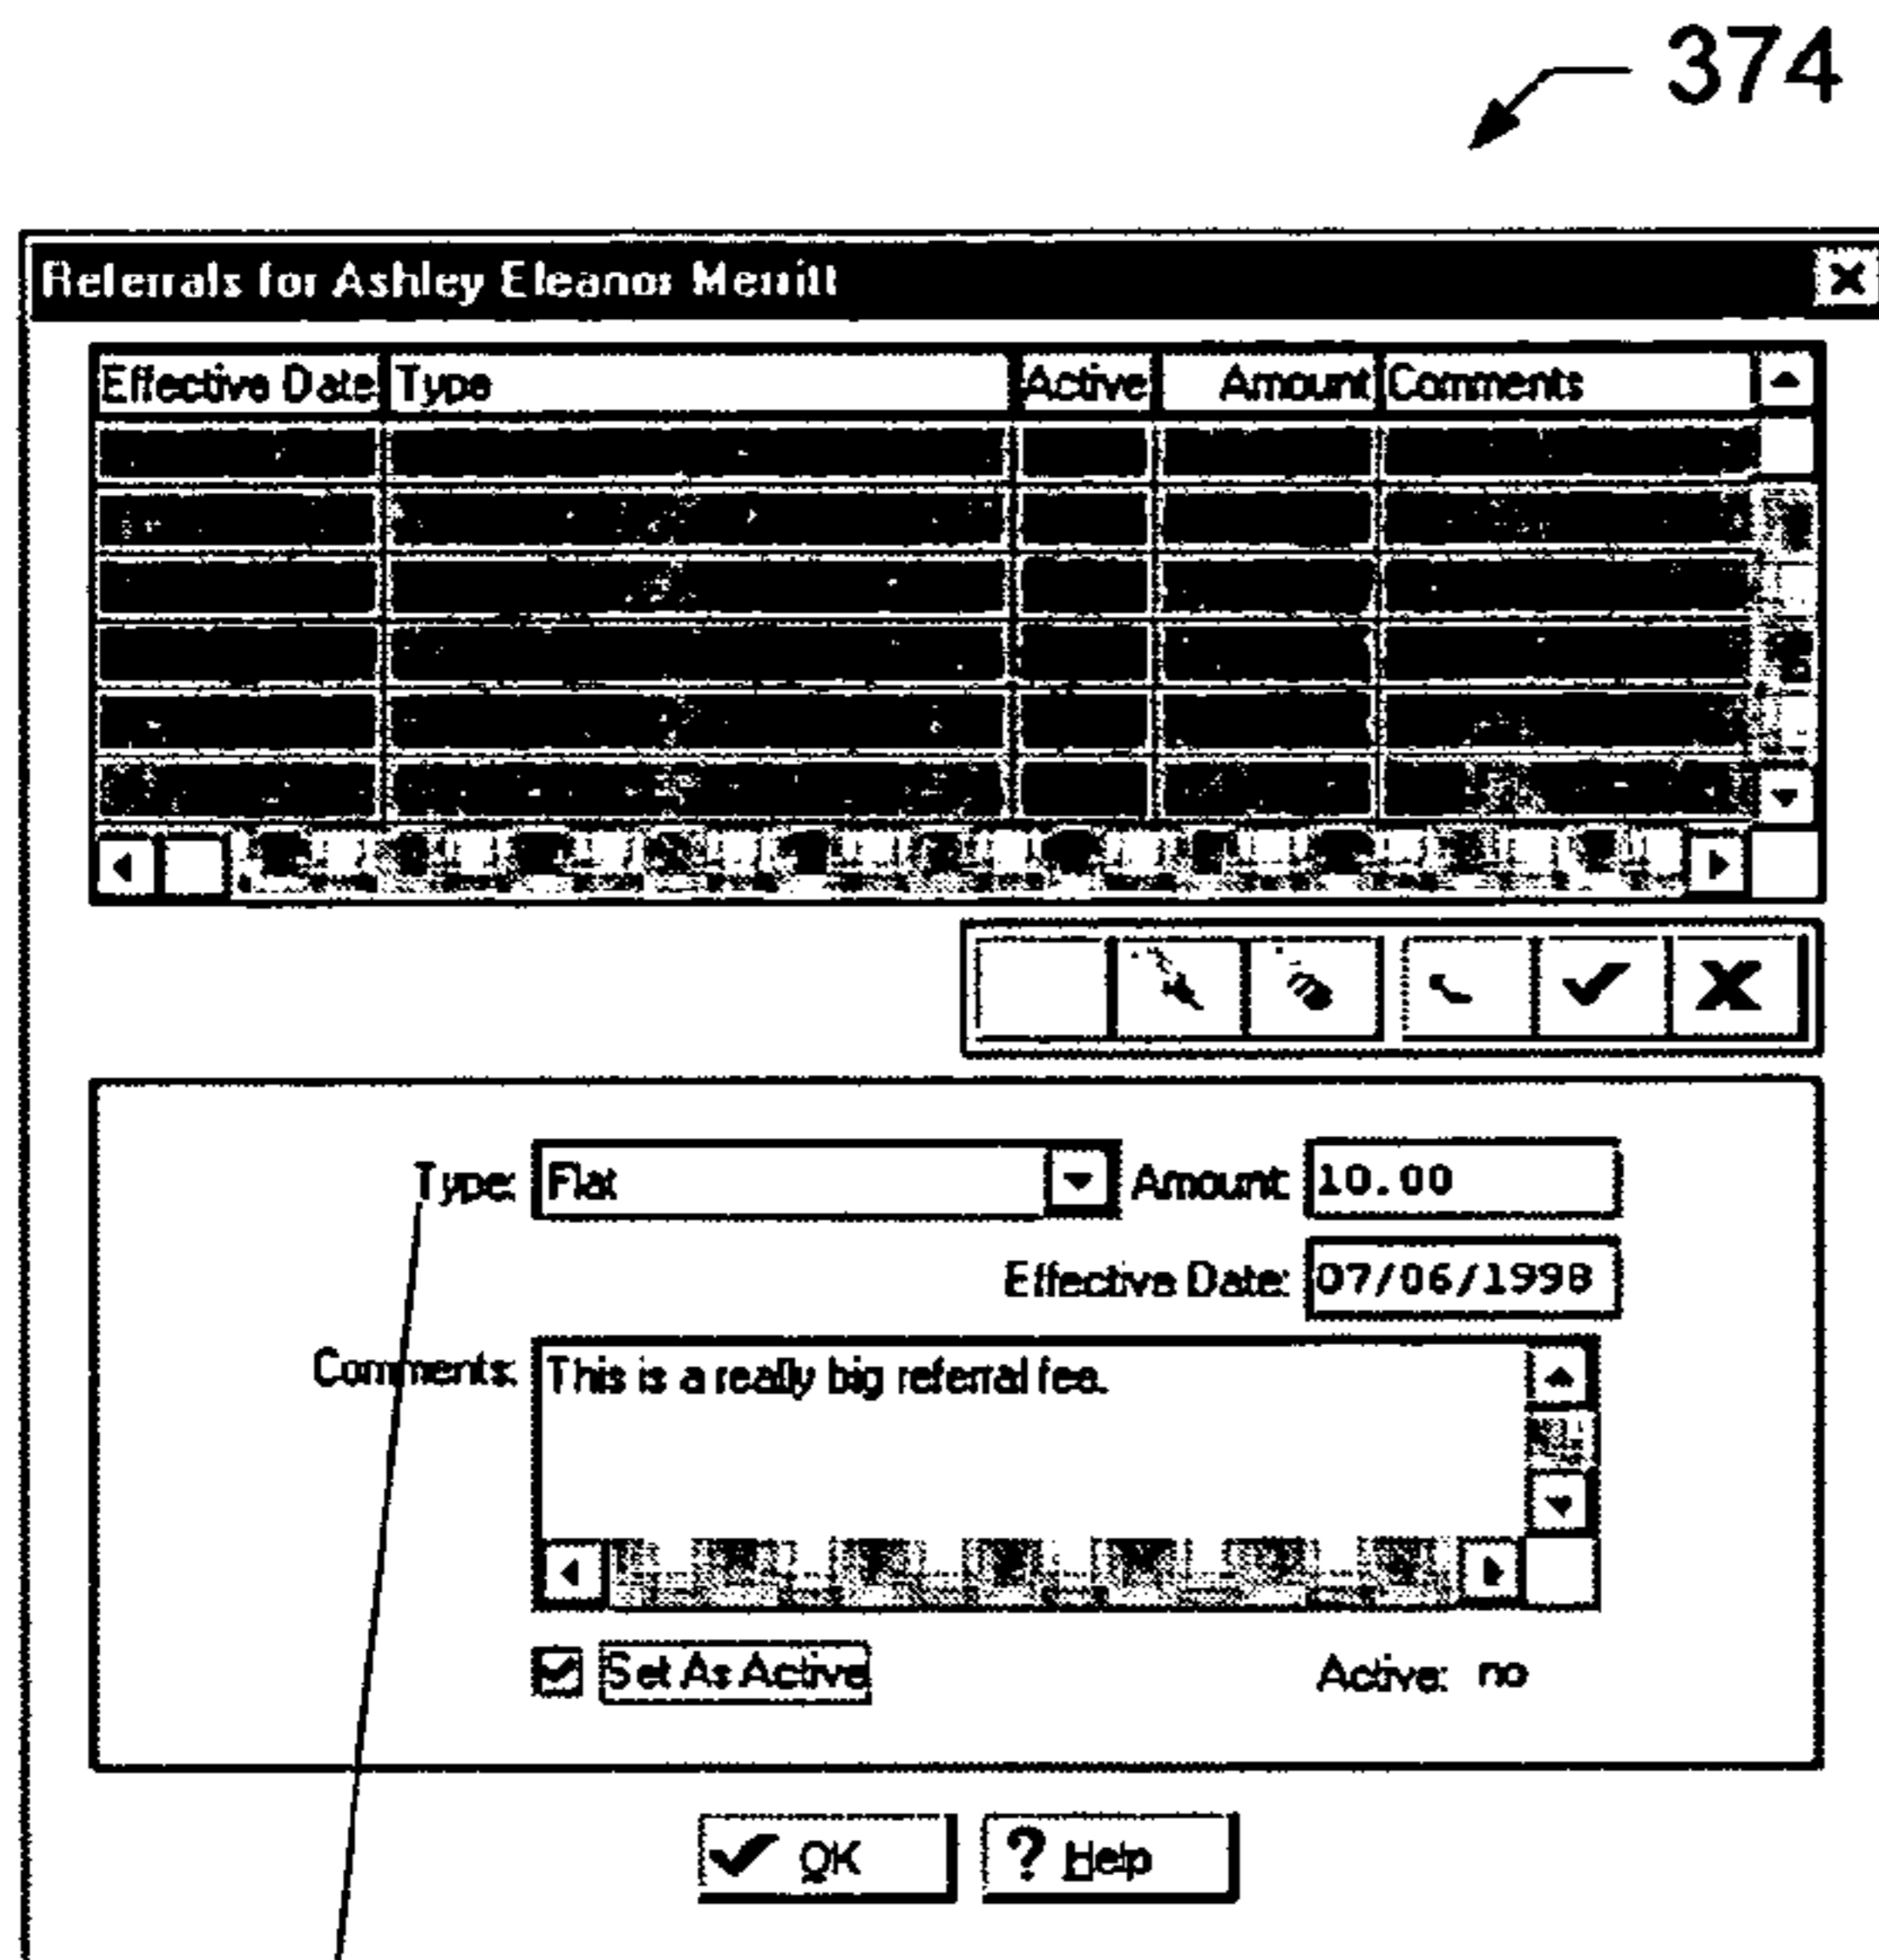 374
Referrals for Ashley Eleanor Merritt
Effective Date Type Active Amount Comments
Type: Flat Amount: 10.00
Effective Date: 07/06/1998
Comments: This is a really big referral fee.
Set As Active Active: no
OK ? Help